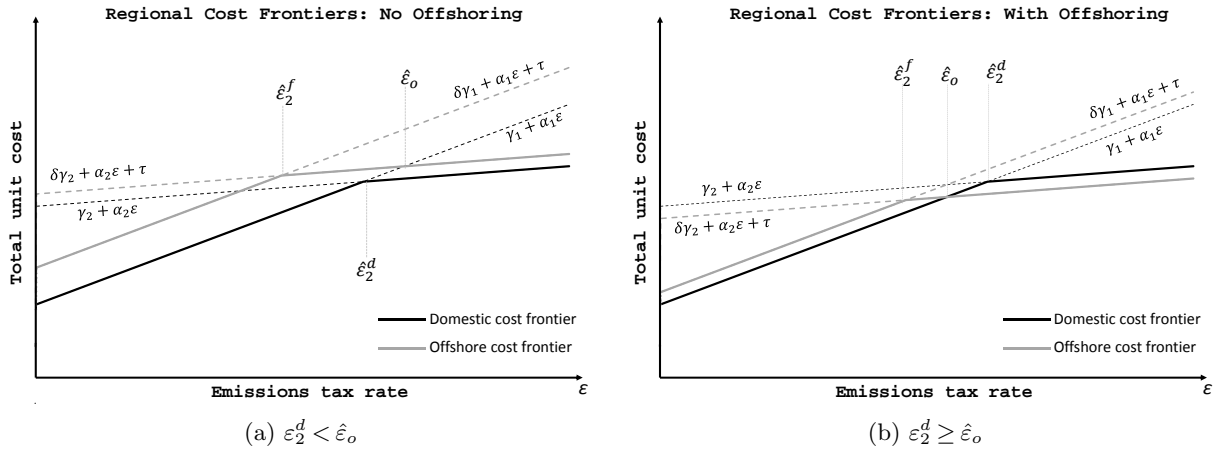 Regional Cost Frontiers: No Offshoring
Total unit cost
ε̂₂ᶠ
ε̂ₒ
δγ₁ + α₁ε + τ
γ₁ + α₁ε
δγ₂ + α₂ε + τ
γ₂ + α₂ε
ε̂₂ᵈ
Domestic cost frontier
Offshore cost frontier
Emissions tax rate
ε
(a) ε₂ᵈ < ε̂ₒ
Regional Cost Frontiers: With Offshoring
Total unit cost
ε̂₂ᶠ
ε̂ₒ
ε̂₂ᵈ
δγ₁ + α₁ε + τ
γ₁ + α₁ε
γ₂ + α₂ε
δγ₂ + α₂ε + τ
Domestic cost frontier
Offshore cost frontier
Emissions tax rate
ε
(b) ε₂ᵈ ≥ ε̂ₒ